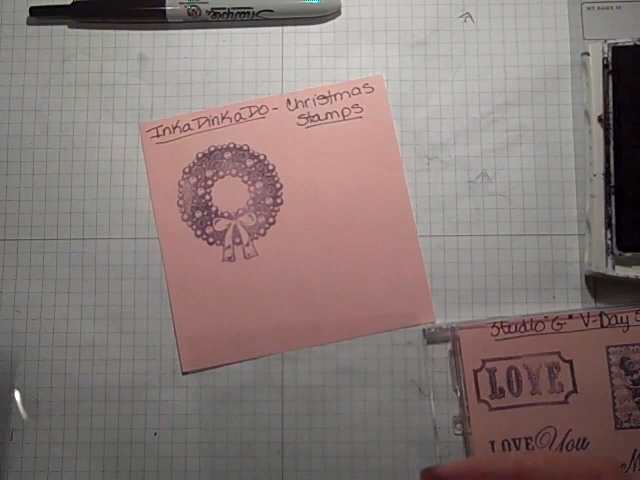 Sharpie
InKaDinKaDo - Christmas
Stamps
Studio "G" V-Day
LOVE
LOVE You